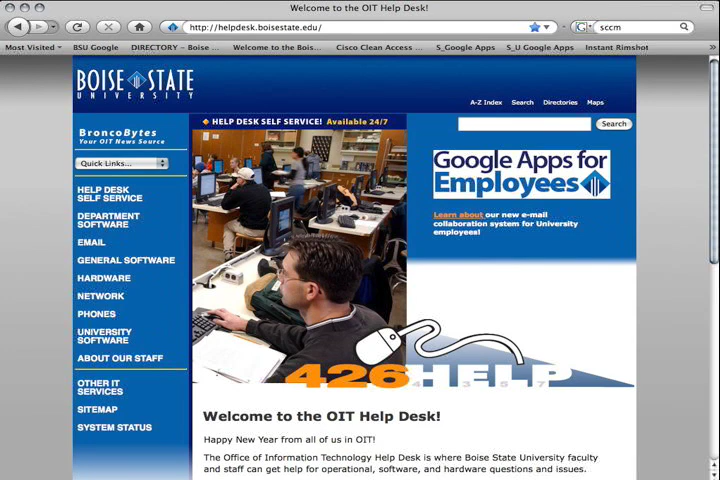 Welcome to the OIT Help Desk!
http://helpdesk.boisestate.edu/
sccm
Most Visited
BSU Google
DIRECTORY – Boise ...
Welcome to the Bois...
Cisco Clean Access ...
S_Google Apps
S_U Google Apps
Instant Rimshot
»
BOISE STATE
UNIVERSITY
A-Z Index
Search
Directories
Maps
BroncoBytes
Your OIT News Source
Quick Links...
HELP DESK
SELF SERVICE
DEPARTMENT
SOFTWARE
EMAIL
GENERAL SOFTWARE
HARDWARE
NETWORK
PHONES
UNIVERSITY
SOFTWARE
ABOUT OUR STAFF
OTHER IT
SERVICES
SITEMAP
SYSTEM STATUS
HELP DESK SELF SERVICE! Available 24/7
Search
Google Apps for
Employees
Learn about our new e-mail
collaboration system for University
employees!
426HELP
4 3 5 7
Welcome to the OIT Help Desk!
Happy New Year from all of us in OIT!
The Office of Information Technology Help Desk is where Boise State University faculty
and staff can get help for operational, software, and hardware questions and issues.